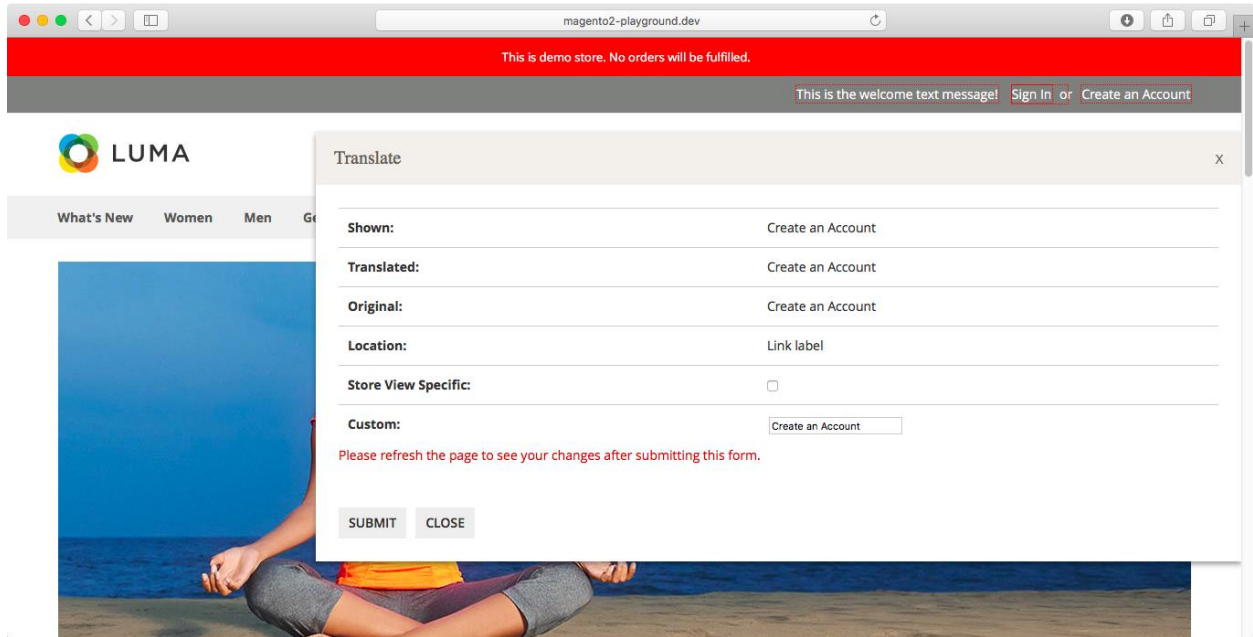 magento2-playground.dev
This is demo store. No orders will be fulfilled.
This is the welcome text message! Sign In or Create an Account
LUMA
What's New Women Men Ge
Translate X
Shown: Create an Account
Translated: Create an Account
Original: Create an Account
Location: Link label
Store View Specific:
Custom: Create an Account
Please refresh the page to see your changes after submitting this form.
SUBMIT CLOSE